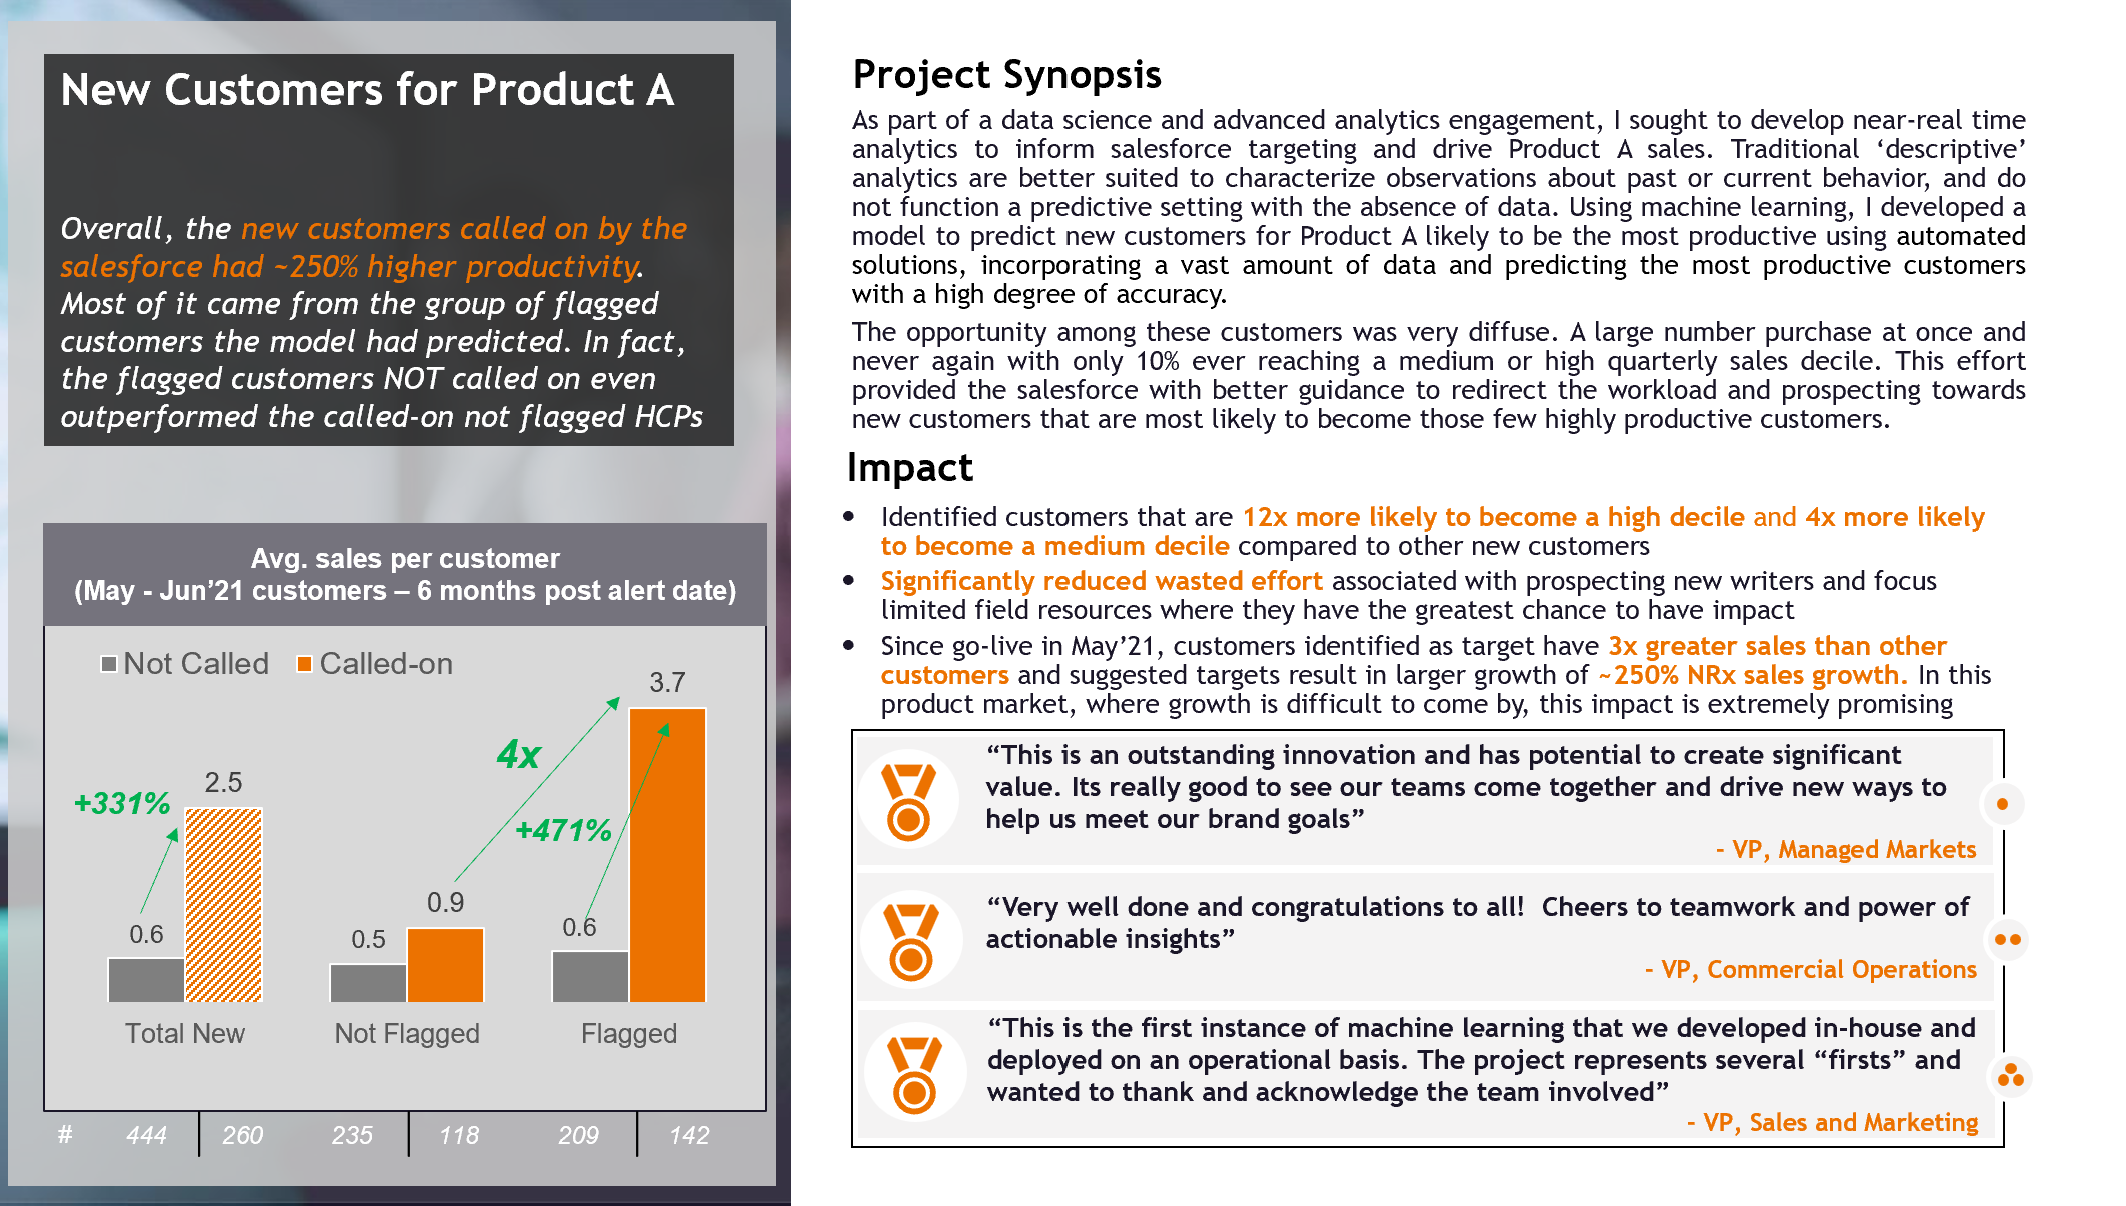 New Customers for Product A
Overall, the new customers called on by the
salesforce had ~250% higher productivity.
Most of it came from the group of flagged
customers the model had predicted. In fact,
the flagged customers NOT called on even
outperformed the called-on not flagged HCPs
Avg. sales per customer
(May - Jun’21 customers – 6 months post alert date)
Not Called Called-on
3.7
4x
2.5
+331%
+471%
0.9
0.6
0.5
0.6
Total New Not Flagged Flagged
# 444 260 235 118 209 142
Project Synopsis
As part of a data science and advanced analytics engagement, I sought to develop near-real time
analytics to inform salesforce targeting and drive Product A sales. Traditional ‘descriptive’
analytics are better suited to characterize observations about past or current behavior, and do
not function a predictive setting with the absence of data. Using machine learning, I developed a
model to predict new customers for Product A likely to be the most productive using automated
solutions, incorporating a vast amount of data and predicting the most productive customers
with a high degree of accuracy.
The opportunity among these customers was very diffuse. A large number purchase at once and
never again with only 10% ever reaching a medium or high quarterly sales decile. This effort
provided the salesforce with better guidance to redirect the workload and prospecting towards
new customers that are most likely to become those few highly productive customers.
Impact
• Identified customers that are 12x more likely to become a high decile and 4x more likely
to become a medium decile compared to other new customers
• Significantly reduced wasted effort associated with prospecting new writers and focus
limited field resources where they have the greatest chance to have impact
• Since go-live in May’21, customers identified as target have 3x greater sales than other
customers and suggested targets result in larger growth of ~250% NRx sales growth. In this
product market, where growth is difficult to come by, this impact is extremely promising
“This is an outstanding innovation and has potential to create significant
value. Its really good to see our teams come together and drive new ways to
help us meet our brand goals”
- VP, Managed Markets
“Very well done and congratulations to all!  Cheers to teamwork and power of
actionable insights”
- VP, Commercial Operations
“This is the first instance of machine learning that we developed in-house and
deployed on an operational basis. The project represents several “firsts” and
wanted to thank and acknowledge the team involved”
- VP, Sales and Marketing